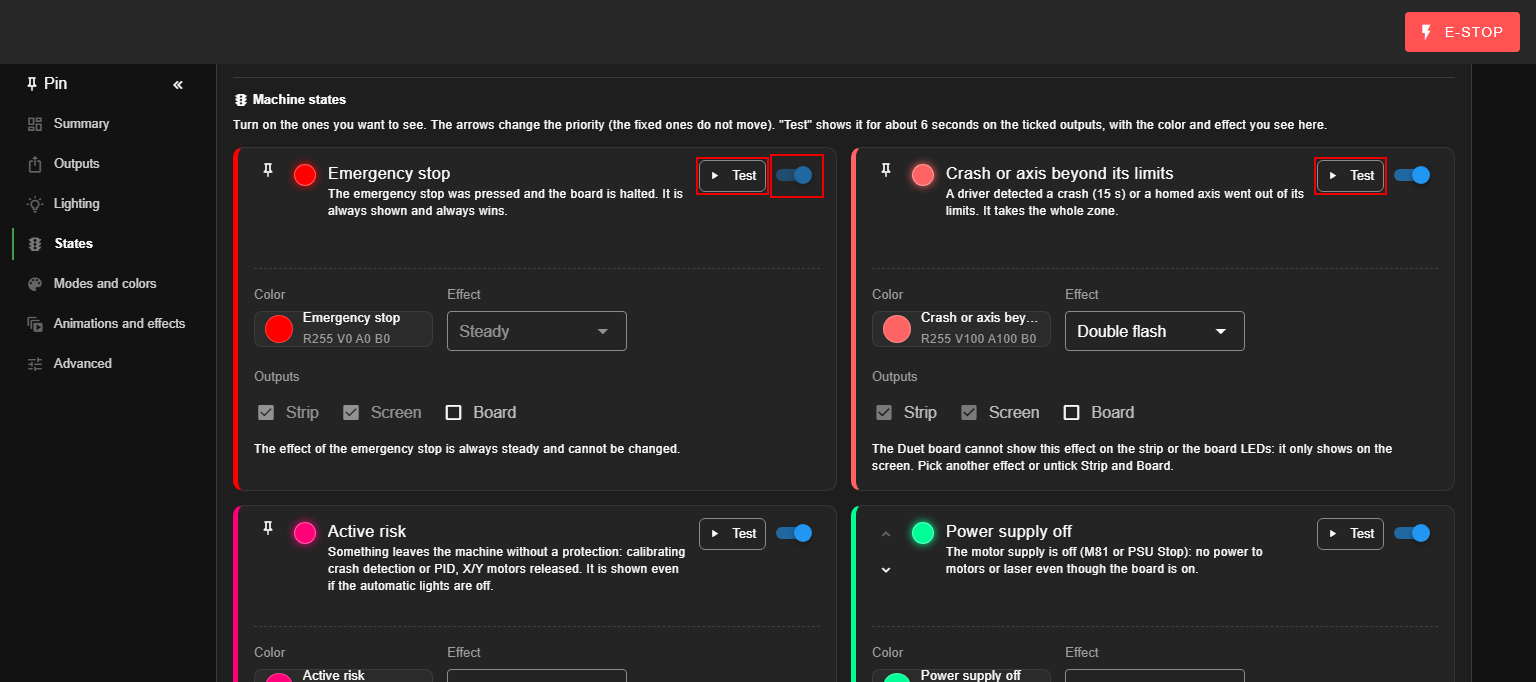 E-STOP
Pin
Summary
Outputs
Lighting
States
Modes and colors
Animations and effects
Advanced
Machine states
Turn on the ones you want to see. The arrows change the priority (the fixed ones do not move). "Test" shows it for about 6 seconds on the ticked outputs, with the color and effect you see here.
Emergency stop
The emergency stop was pressed and the board is halted. It is
always shown and always wins.
Test
Color
Effect
Emergency stop
R255 V0 A0 B0
Steady
Outputs
Strip
Screen
Board
The effect of the emergency stop is always steady and cannot be changed.
Crash or axis beyond its limits
A driver detected a crash (15 s) or a homed axis went out of its
limits. It takes the whole zone.
Test
Color
Effect
Crash or axis bey...
R255 V100 A100 B0
Double flash
Outputs
Strip
Screen
Board
The Duet board cannot show this effect on the strip or the board LEDs: it only shows on the
screen. Pick another effect or untick Strip and Board.
Active risk
Something leaves the machine without a protection: calibrating
crash detection or PID, X/Y motors released. It is shown even
if the automatic lights are off.
Test
Color
Effect
Active risk
Power supply off
The motor supply is off (M81 or PSU Stop): no power to
motors or laser even though the board is on.
Test
Color
Effect
Power supply off